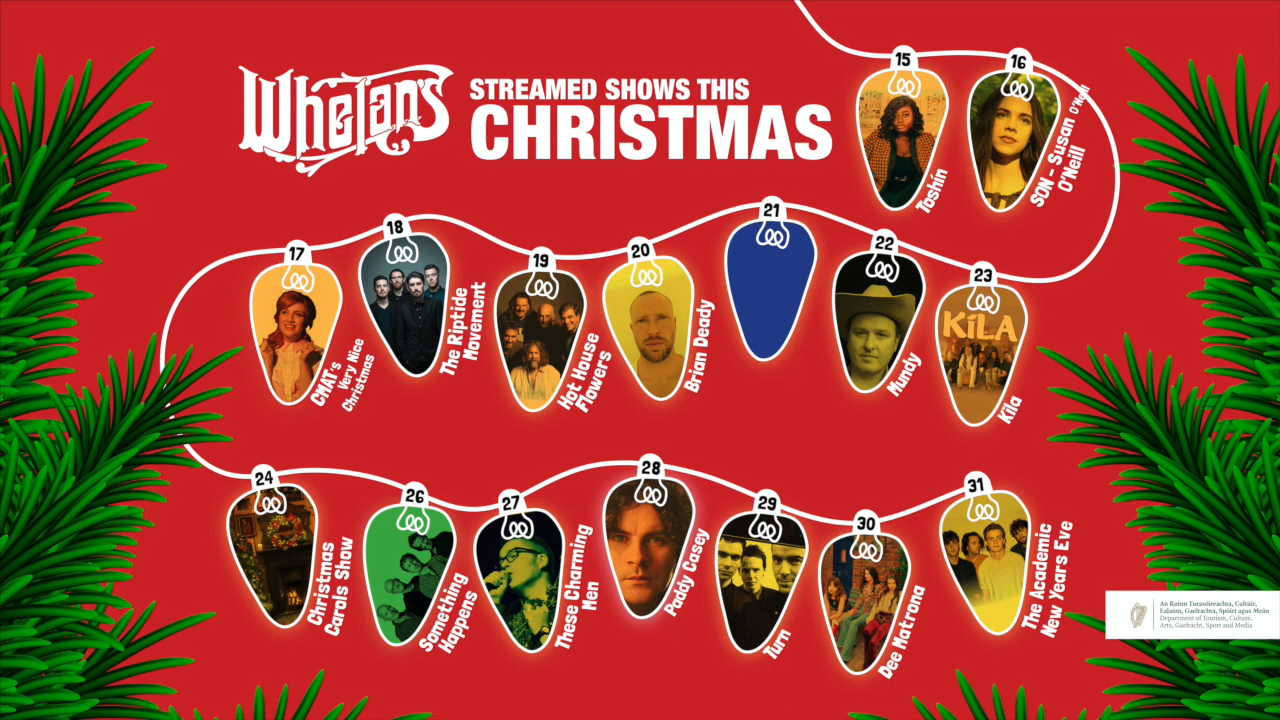 Whelan's
STREAMED SHOWS THIS
CHRISTMAS
15
Toshín
16
SON - Susan O'Neill
O'Neill
17
CMAT's
Very Nice
Christmas
18
The Riptide
Movement
19
Hot House
Flowers
20
Brian Deady
21
22
Mundy
23
KíLA
Kíla
24
Christmas
Carols Show
26
Something
Happens
27
These Charming
Men
28
Paddy Casey
29
Turn
30
Dee Matrona
31
The Academic
New Years Eve
An Roinn Turasóireachta, Cultúir,
Ealaíon, Gaeltachta, Spóirt agus Meán
Department of Tourism, Culture,
Arts, Gaeltacht, Sport and Media